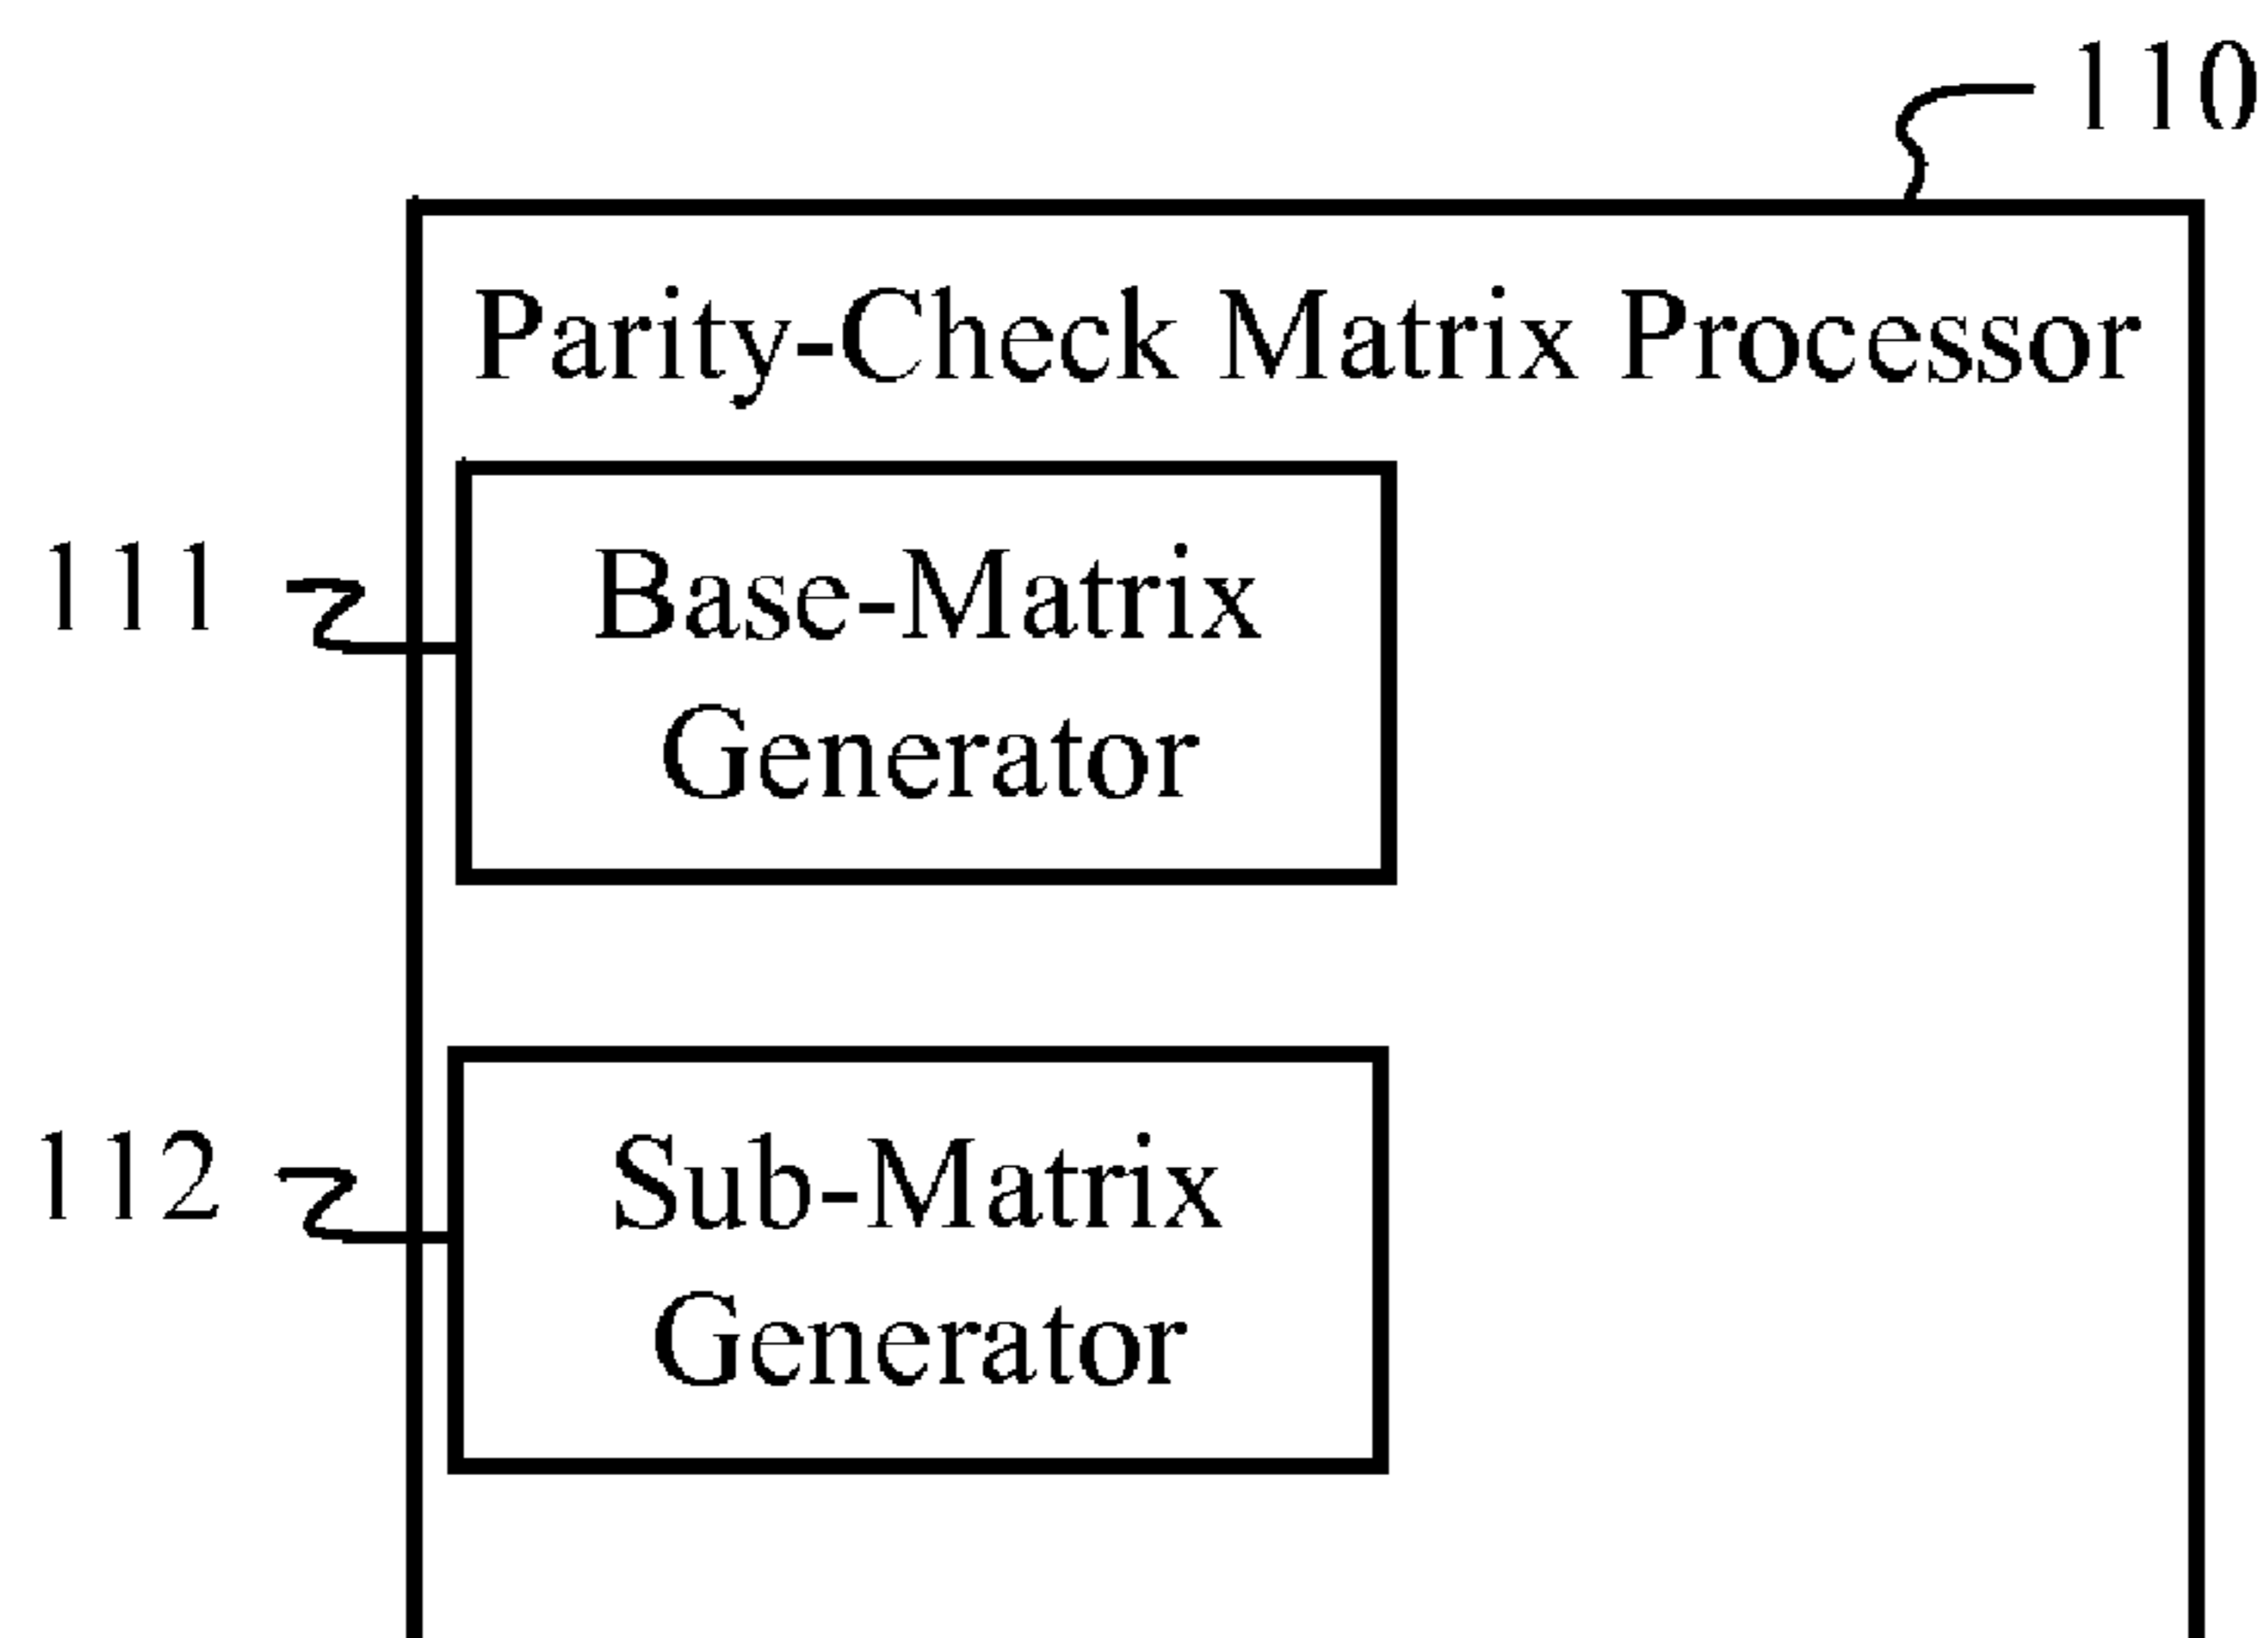 110
Parity-Check Matrix Processor
111
Base-Matrix
Generator
112
Sub-Matrix
Generator